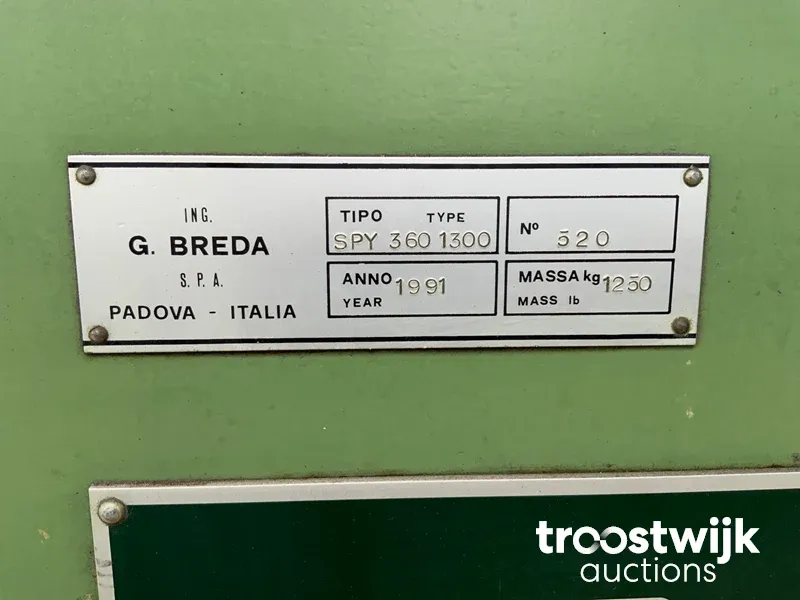 ING.
G. BREDA
S. P. A.
PADOVA - ITALIA
TIPO TYPE
SPY 360 1300
Nº 520
ANNO 1991
YEAR
MASSA kg 1250
MASS lb
troostwijk
auctions